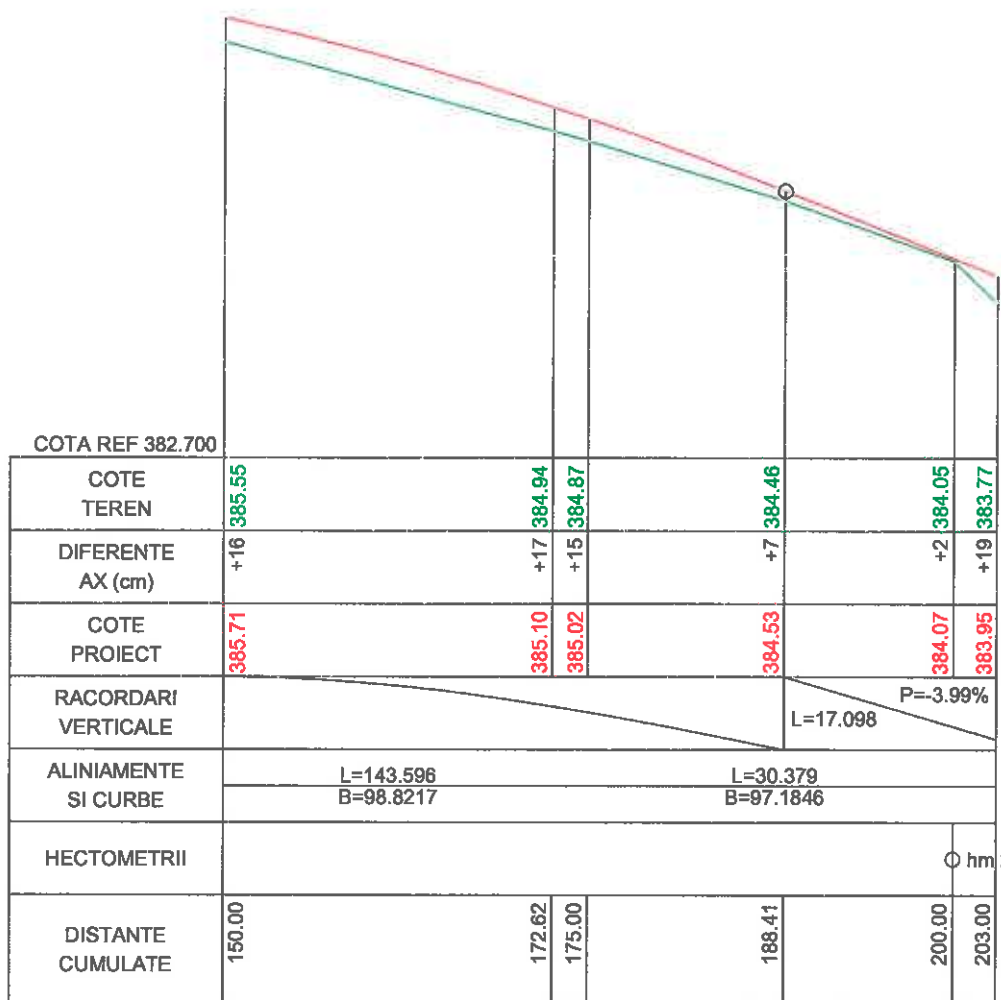 COTA REF 382.700
COTE
TEREN
385.55
384.94
384.87
384.46
384.05
383.77
DIFERENTE
AX (cm)
+16
+17
+15
+7
+2
+19
COTE
PROIECT
385.71
385.10
385.02
384.53
384.07
383.95
RACORDARI
VERTICALE
L=17.098
P=-3.99%
ALINIAMENTE
SI CURBE
L=143.596
B=98.8217
L=30.379
B=97.1846
HECTOMETRII
hm
DISTANTE
CUMULATE
150.00
172.62
175.00
188.41
200.00
203.00